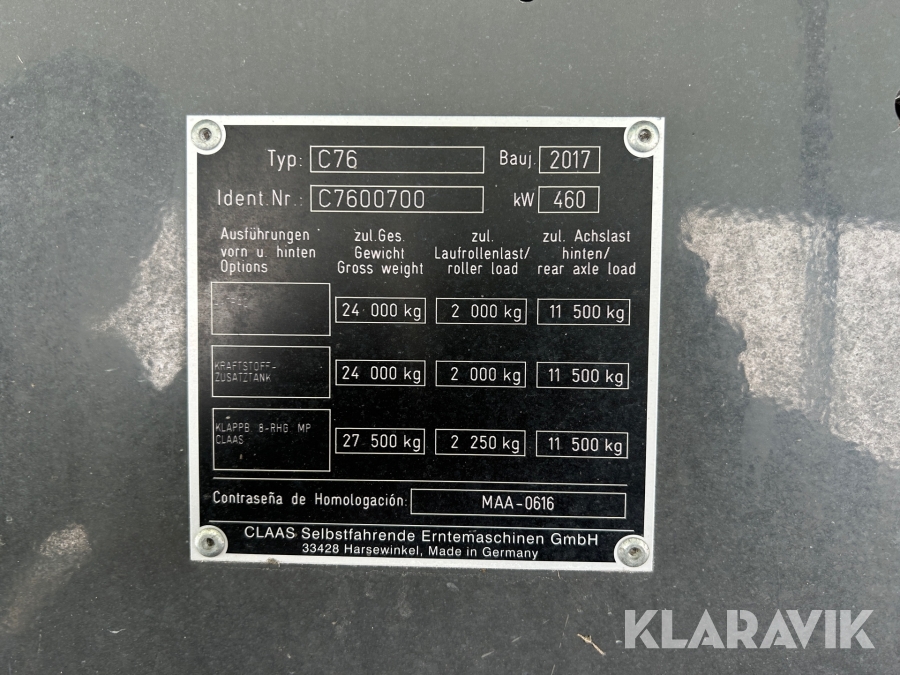 KLARAVIK
Typ: C76 Bauj. 2017
Ident.Nr.: C7600700 kW 460
Ausführungen
vorn u. hinten
Options
zul.Ges.
Gewicht
Gross weight
zul.
Laufrollenlast/
roller load
zul. Achslast
hinten/
rear axle load
24 000 kg 2 000 kg 11 500 kg
KRAFTSTOFF-
ZUSATZTANK
24 000 kg 2 000 kg 11 500 kg
KLAPPB. 8-RHG MP
CLAAS
27 500 kg 2 250 kg 11 500 kg
Contraseña de Homologación: MAA-0616
CLAAS Selbstfahrende Erntemaschinen GmbH
33428 Harsewinkel, Made in Germany
KLARAVIK